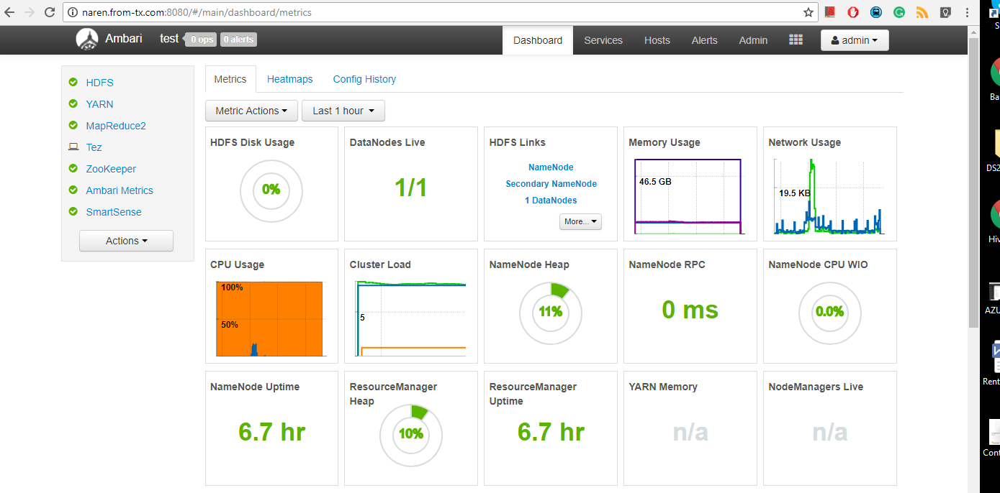 naren.from-tx.com:8080/#/main/dashboard/metrics
Ambari test 0 ops 0 alerts Dashboard Services Hosts Alerts Admin admin
HDFS
YARN
MapReduce2
Tez
ZooKeeper
Ambari Metrics
SmartSense
Actions
Metrics Heatmaps Config History
Metric Actions Last 1 hour
HDFS Disk Usage
0%
DataNodes Live
1/1
HDFS Links
NameNode
Secondary NameNode
1 DataNodes
More...
Memory Usage
46.5 GB
Network Usage
19.5 KB
CPU Usage
100%
50%
Cluster Load
5
NameNode Heap
11%
NameNode RPC
0 ms
NameNode CPU WIO
0.0%
NameNode Uptime
6.7 hr
ResourceManager
Heap
10%
ResourceManager
Uptime
6.7 hr
YARN Memory
n/a
NodeManagers Live
n/a
S
Ba
DS2
Hiv
AZU
Rent
Conf